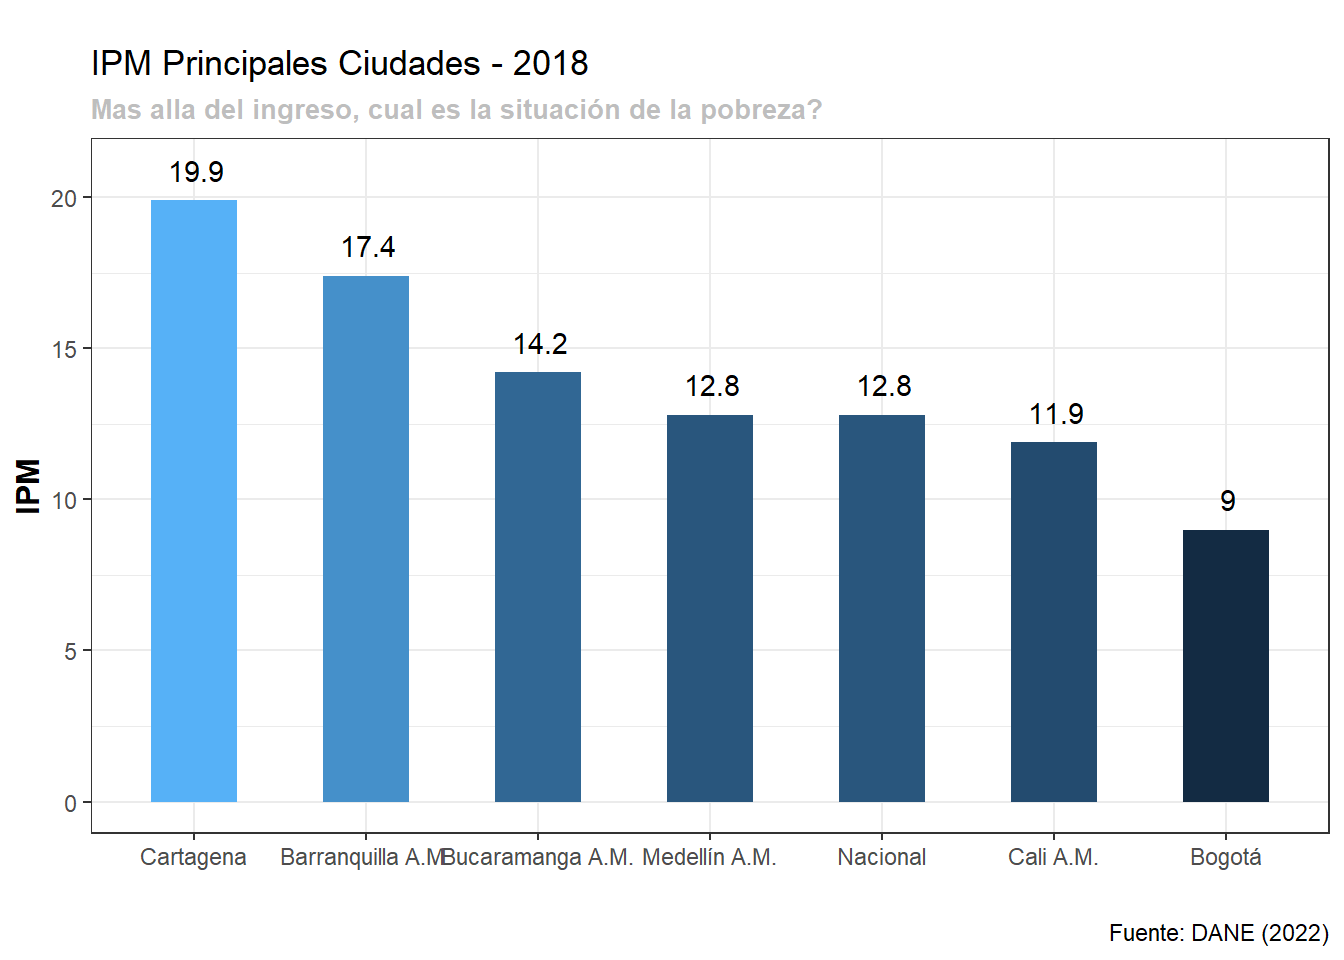 IPM Principales Ciudades - 2018
Mas alla del ingreso, cual es la situación de la pobreza?
19.9
17.4
14.2
12.8
12.8
11.9
9
20
15
10
5
0
IPM
Cartagena
Barranquilla A.M.
Bucaramanga A.M.
Medellín A.M.
Nacional
Cali A.M.
Bogotá
Fuente: DANE (2022)